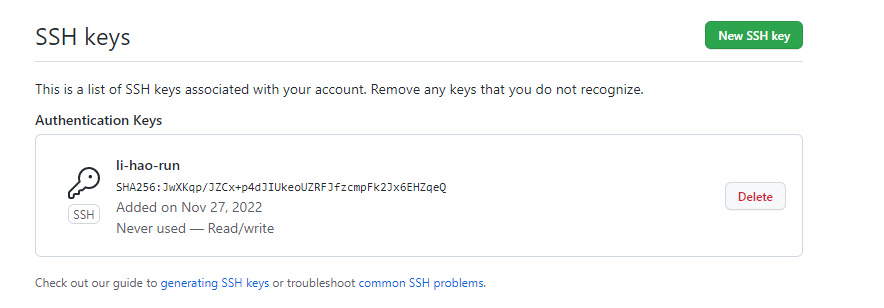 SSH keys
New SSH key
This is a list of SSH keys associated with your account. Remove any keys that you do not recognize.
Authentication Keys
li-hao-run
SHA256:JwXKqp/JZCx+p4dJIUkeoUZRFJfzcmpFk2Jx6EHZqeQ
SSH
Added on Nov 27, 2022
Never used — Read/write
Delete
Check out our guide to generating SSH keys or troubleshoot common SSH problems.